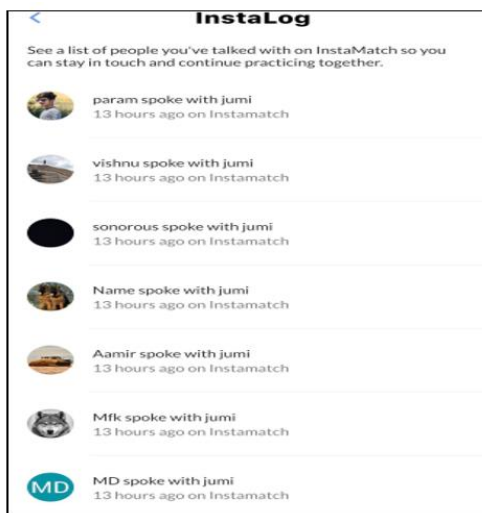 InstaLog
See a list of people you've talked with on InstaMatch so you
can stay in touch and continue practicing together.
param spoke with jumi
13 hours ago on Instamatch
vishnu spoke with jumi
13 hours ago on Instamatch
sonorous spoke with jumi
13 hours ago on Instamatch
Name spoke with jumi
13 hours ago on Instamatch
Aamir spoke with jumi
13 hours ago on Instamatch
Mfk spoke with jumi
13 hours ago on Instamatch
MD
MD spoke with jumi
13 hours ago on Instamatch